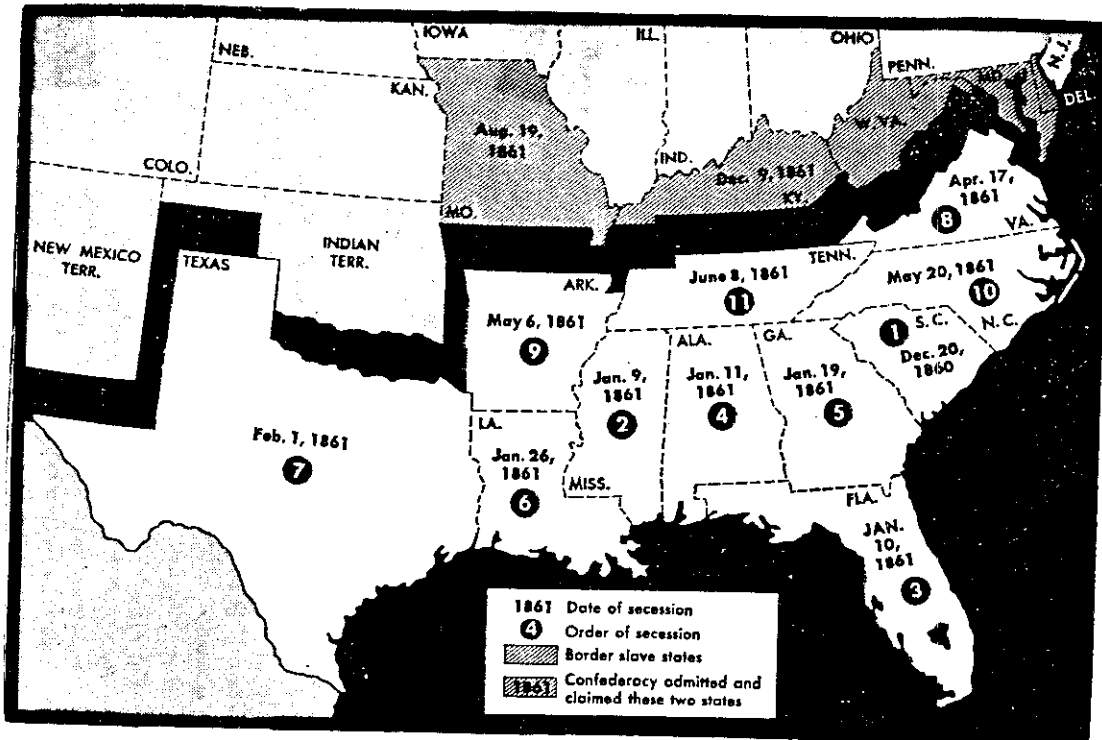 IOWA
ILL.
OHIO
NEB.
PENN.
N.J.
KAN.
MD.
DEL.
Aug. 19,
1861
W. VA.
COLO.
IND.
Dec. 9, 1861
KY.
Apr. 17,
1861
8
VA.
MO.
NEW MEXICO
TERR.
TEXAS
INDIAN
TERR.
ARK.
TENN.
June 8, 1861
11
May 20, 1861
10
N.C.
May 6, 1861
9
ALA.
GA.
1
S.C.
Dec. 20,
1860
Jan. 9,
1861
2
Jan. 11,
1861
4
Jan. 19,
1861
5
Feb. 1, 1861
7
LA.
Jan. 26,
1861
6
MISS.
FLA.
JAN.
10,
1861
3
1861 Date of secession
4 Order of secession
Border slave states
1861 Confederacy admitted and
claimed these two states